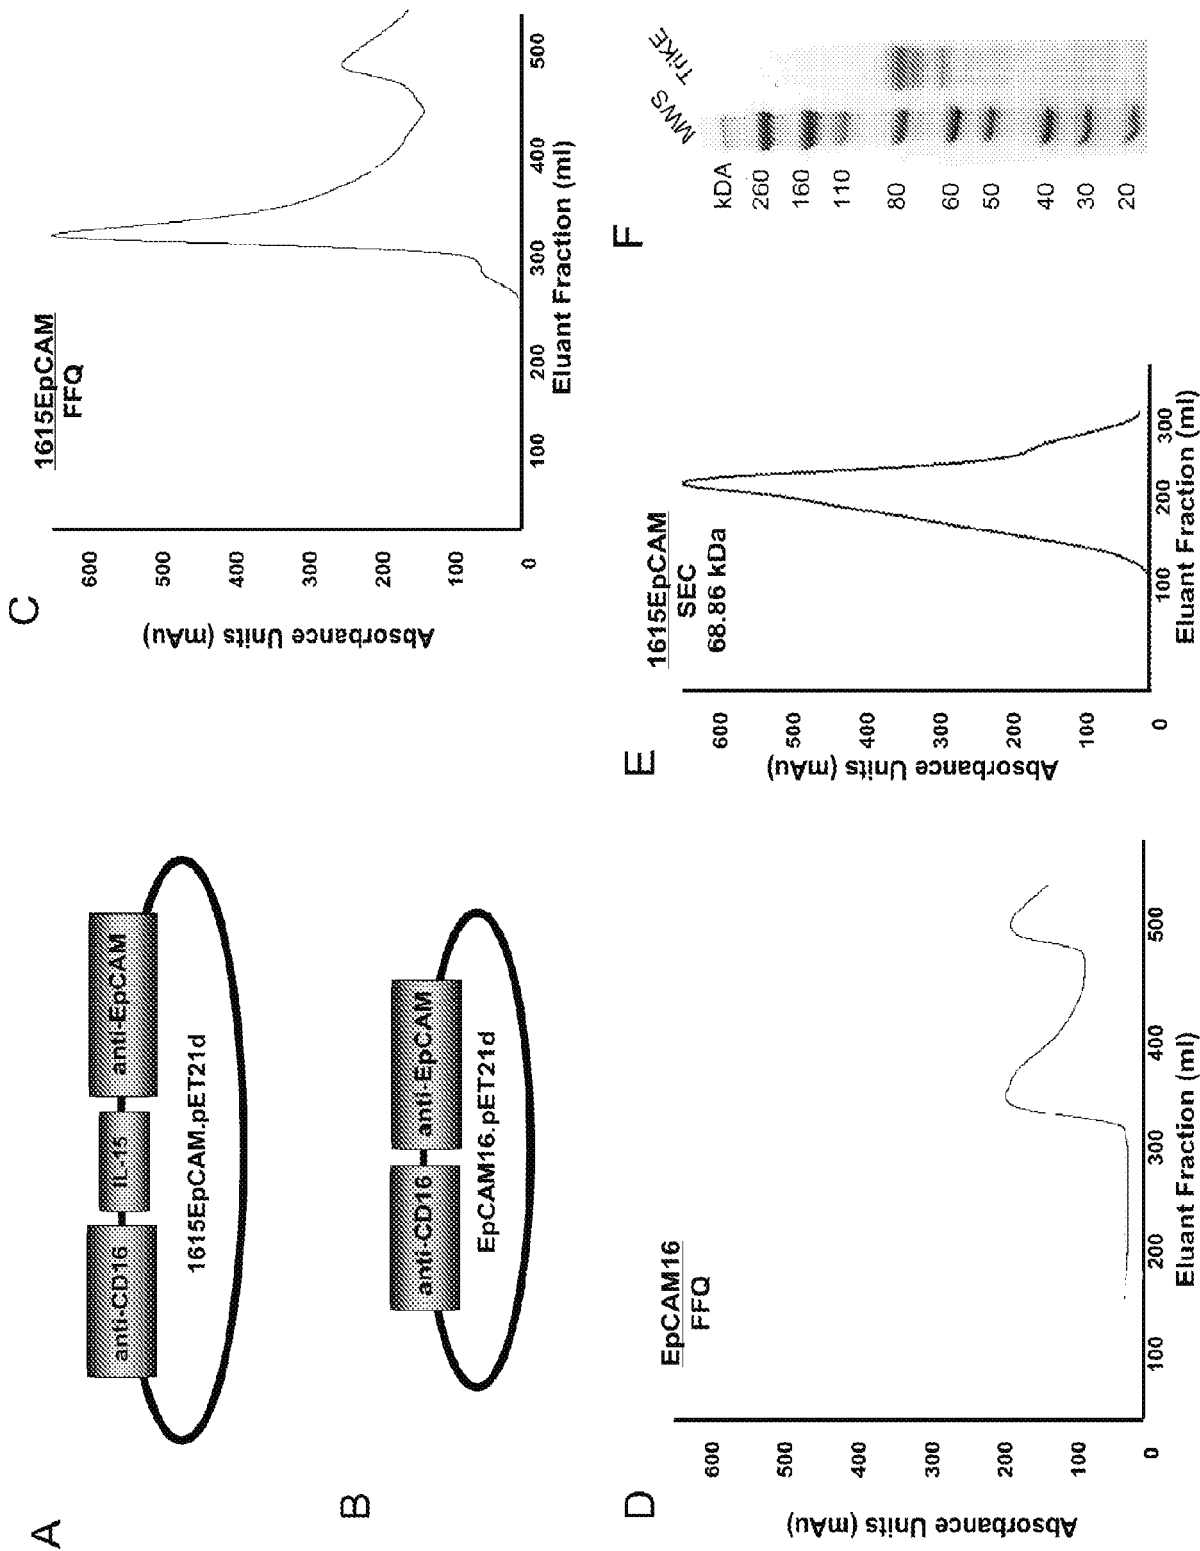 A
anti-CD16
IL-15
anti-EpCAM
1615EpCAM.pET21d
B
anti-CD16
anti-EpCAM
EpCAM16.pET21d
C
1615EpCAM
FFQ
Absorbance Units (mAu)
600
500
400
300
200
100
0
100
200
300
400
500
Eluant Fraction (ml)
D
EpCAM16
FFQ
Absorbance Units (mAu)
600
500
400
300
200
100
0
100
200
300
400
500
Eluant Fraction (ml)
E
1615EpCAM
SEC
68.86 kDa
Absorbance Units (mAu)
600
500
400
300
200
100
0
100
200
300
Eluant Fraction (ml)
F
MWS
TriKE
kDA
260
160
110
80
60
50
40
30
20